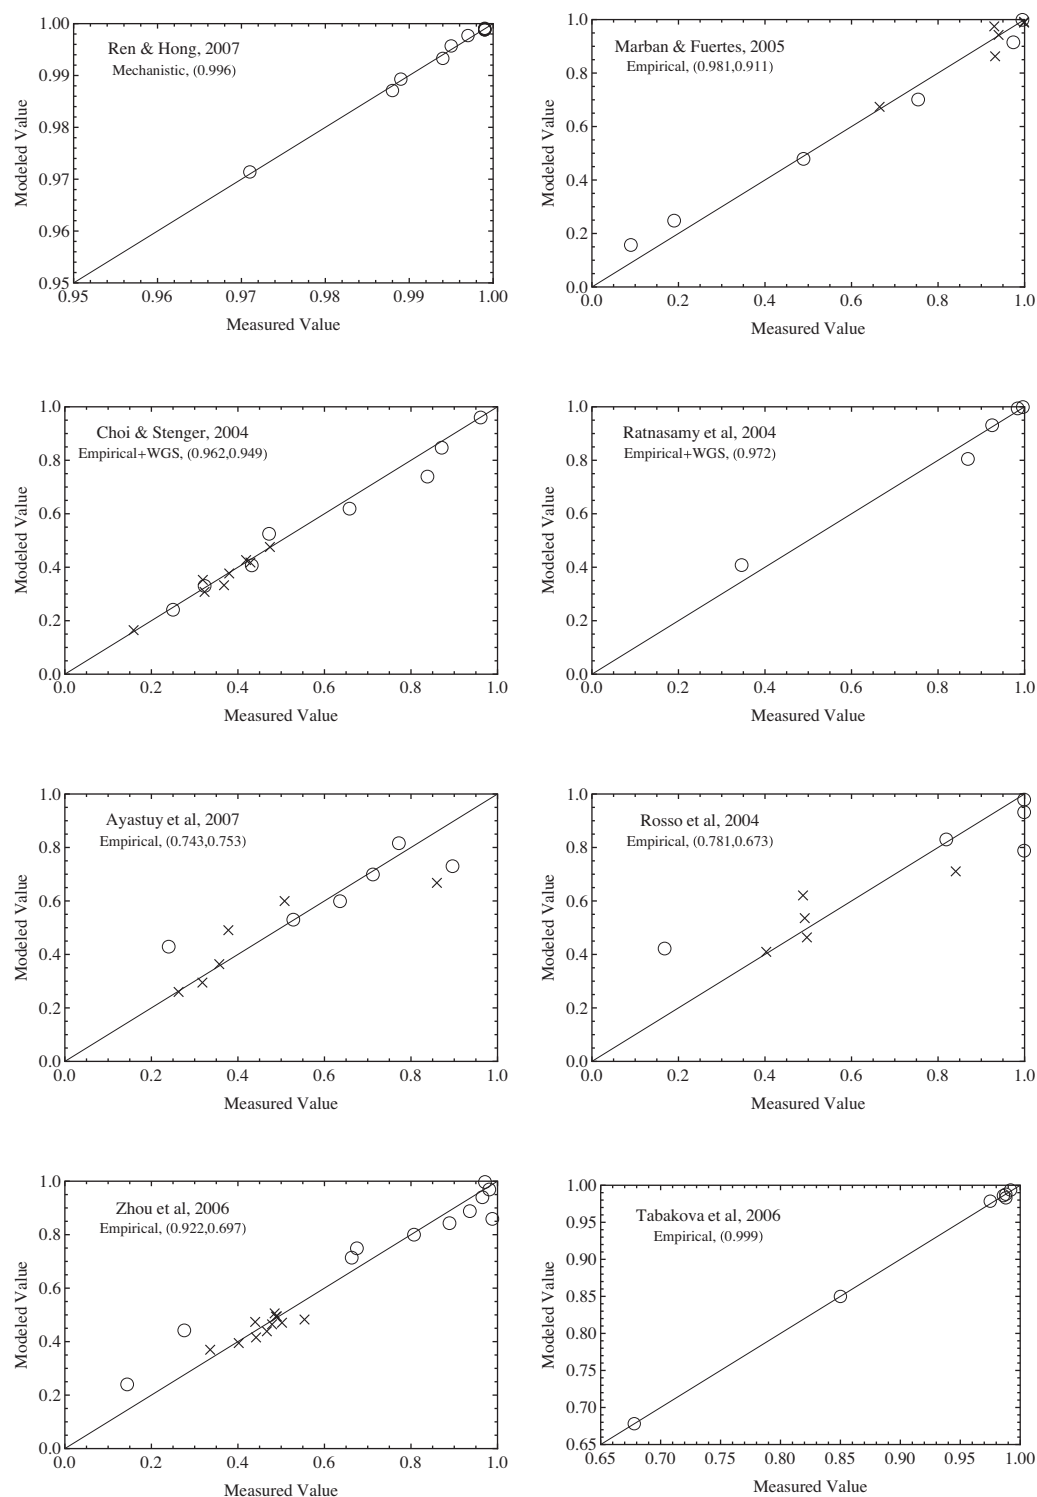 1.00
Ren & Hong, 2007
Mechanistic, (0.996)
0.99
0.98
0.97
0.96
0.95
0.95 0.96 0.97 0.98 0.99 1.00
Modeled Value
Measured Value
1.0
Marban & Fuertes, 2005
Empirical, (0.981,0.911)
0.8
0.6
0.4
0.2
0.0
0.0 0.2 0.4 0.6 0.8 1.0
Modeled Value
Measured Value
1.0
Choi & Stenger, 2004
Empirical+WGS, (0.962,0.949)
0.8
0.6
0.4
0.2
0.0
0.0 0.2 0.4 0.6 0.8 1.0
Modeled Value
Measured Value
1.0
Ratnasamy et al, 2004
Empirical+WGS, (0.972)
0.8
0.6
0.4
0.2
0.0
0.0 0.2 0.4 0.6 0.8 1.0
Modeled Value
Measured Value
1.0
Ayastuy et al, 2007
Empirical, (0.743,0.753)
0.8
0.6
0.4
0.2
0.0
0.0 0.2 0.4 0.6 0.8 1.0
Modeled Value
Measured Value
1.0
Rosso et al, 2004
Empirical, (0.781,0.673)
0.8
0.6
0.4
0.2
0.0
0.0 0.2 0.4 0.6 0.8 1.0
Modeled Value
Measured Value
1.0
Zhou et al, 2006
Empirical, (0.922,0.697)
0.8
0.6
0.4
0.2
0.0
0.0 0.2 0.4 0.6 0.8 1.0
Modeled Value
Measured Value
1.00
Tabakova et al, 2006
Empirical, (0.999)
0.95
0.90
0.85
0.80
0.75
0.70
0.65
0.65 0.70 0.75 0.80 0.85 0.90 0.95 1.00
Modeled Value
Measured Value